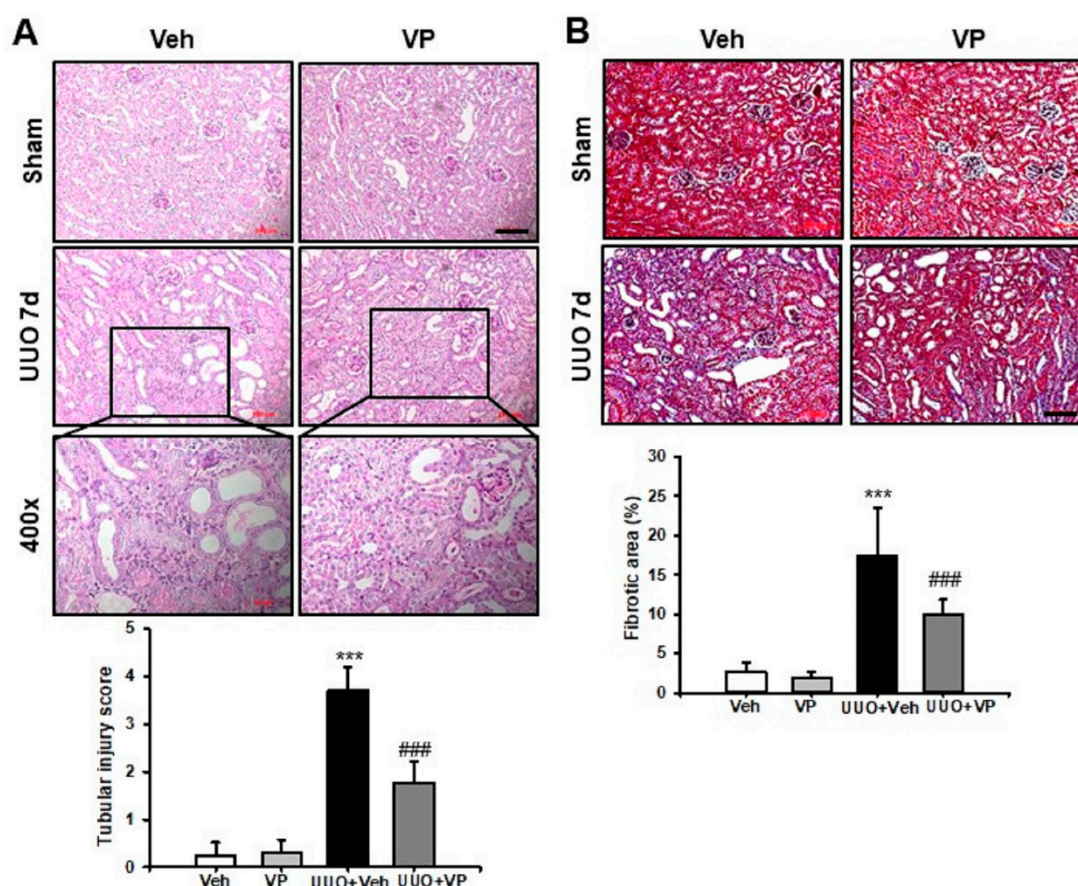 A
Veh
VP
Sham
UUO 7d
400x
Tubular injury score
5
4
3
2
1
0
***
###
Veh
VP
UUO+Veh
UUO+VP
B
Veh
VP
Sham
UUO 7d
Fibrotic area (%)
30
25
20
15
10
5
0
***
###
Veh
VP
UUO+Veh
UUO+VP